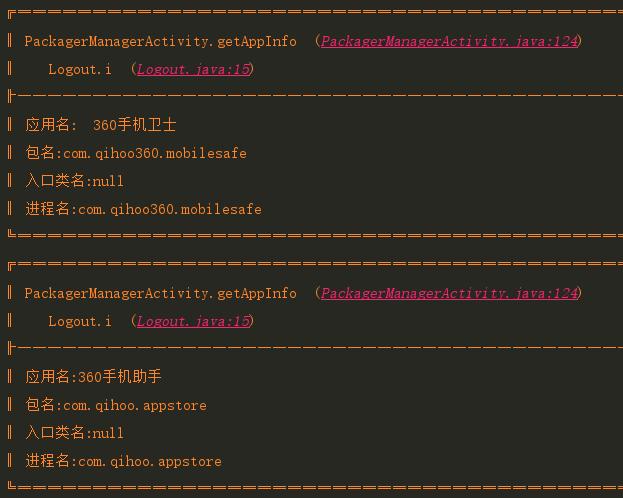 PackagerManagerActivity.getAppInfo (PackagerManagerActivity.java:124)
Logout.i (Logout.java:15)
应用名: 360手机卫士
包名:com.qihoo360.mobilesafe
入口类名:null
进程名:com.qihoo360.mobilesafe
PackagerManagerActivity.getAppInfo (PackagerManagerActivity.java:124)
Logout.i (Logout.java:15)
应用名:360手机助手
包名:com.qihoo.appstore
入口类名:null
进程名:com.qihoo.appstore